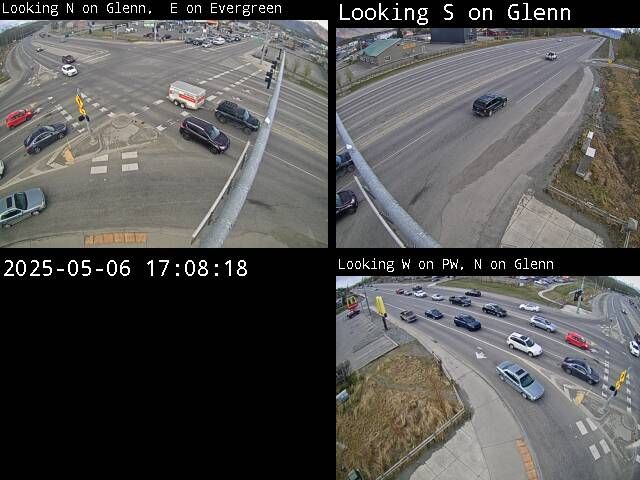 Looking N on Glenn,  E on Evergreen
Looking S on Glenn
2025-05-06 17:08:18
Looking W on PW, N on Glenn